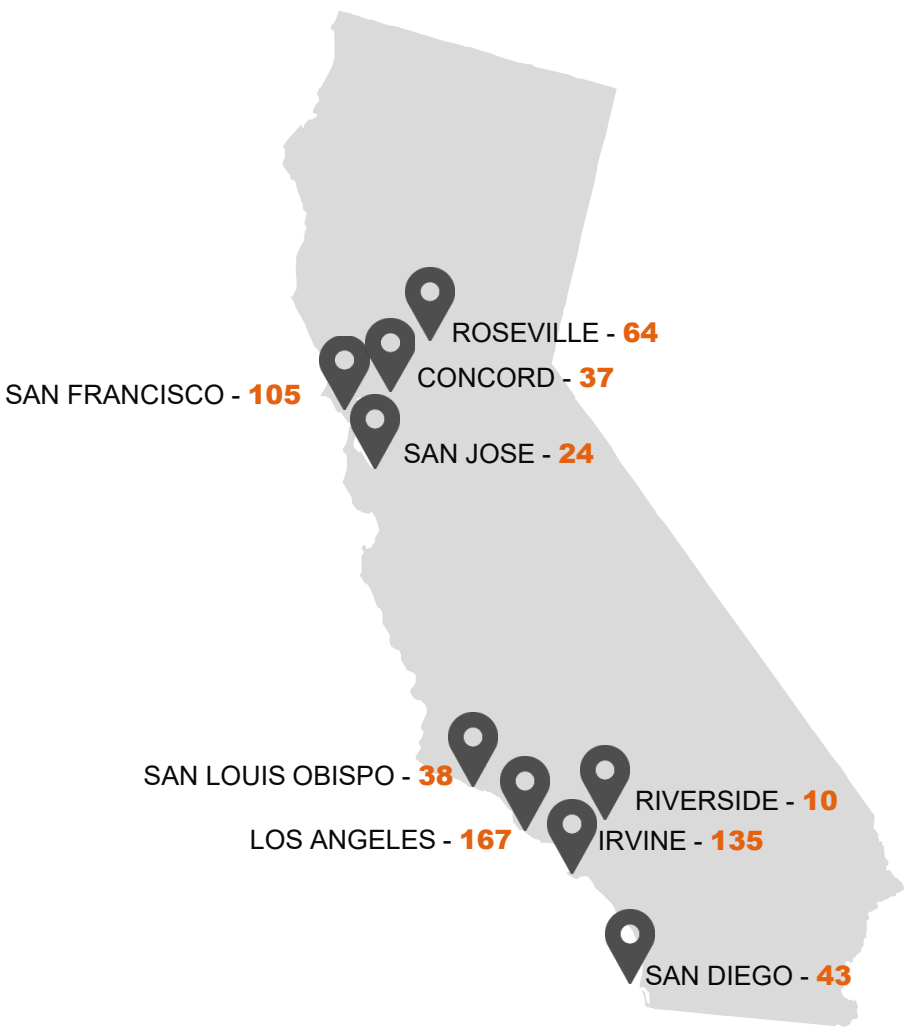 ROSEVILLE - 64
CONCORD - 37
SAN FRANCISCO - 105
SAN JOSE - 24
SAN LOUIS OBISPO - 38
RIVERSIDE - 10
LOS ANGELES - 167
IRVINE - 135
SAN DIEGO - 43